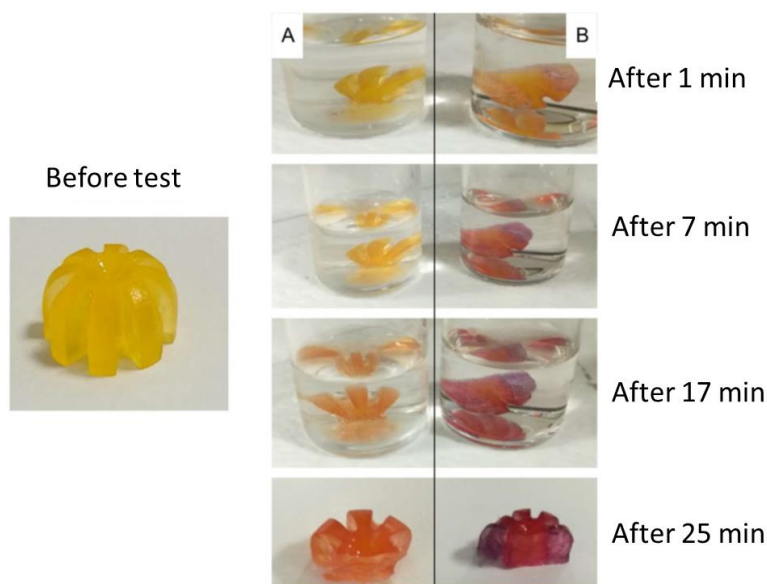 A
B
After 1 min
Before test
After 7 min
After 17 min
After 25 min